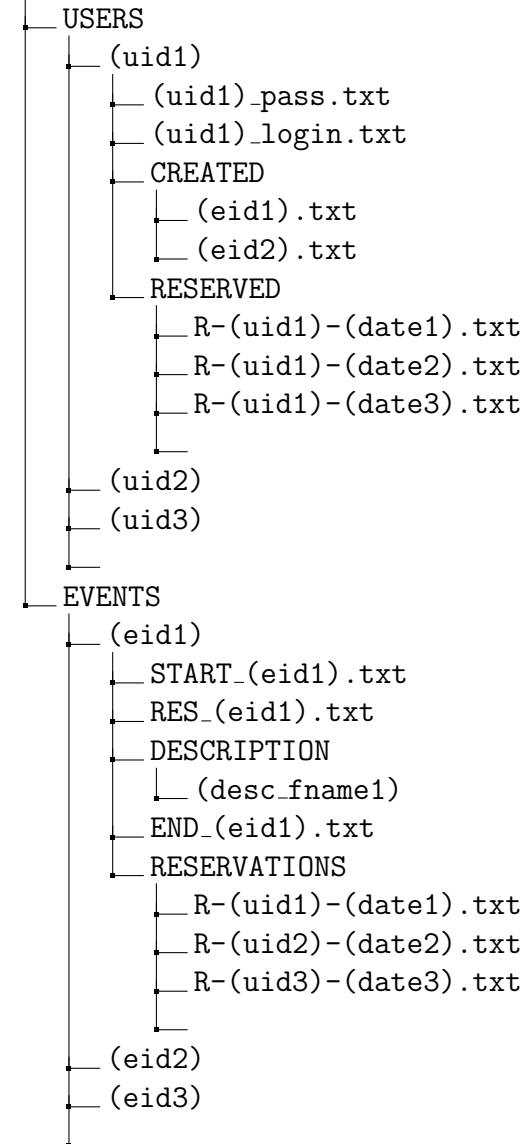 USERS
(uid1)
(uid1)_pass.txt
(uid1)_login.txt
CREATED
(eid1).txt
(eid2).txt
RESERVED
R-(uid1)-(date1).txt
R-(uid1)-(date2).txt
R-(uid1)-(date3).txt
(uid2)
(uid3)
EVENTS
(eid1)
START_(eid1).txt
RES_(eid1).txt
DESCRIPTION
(desc_fname1)
END_(eid1).txt
RESERVATIONS
R-(uid1)-(date1).txt
R-(uid2)-(date2).txt
R-(uid3)-(date3).txt
(eid2)
(eid3)